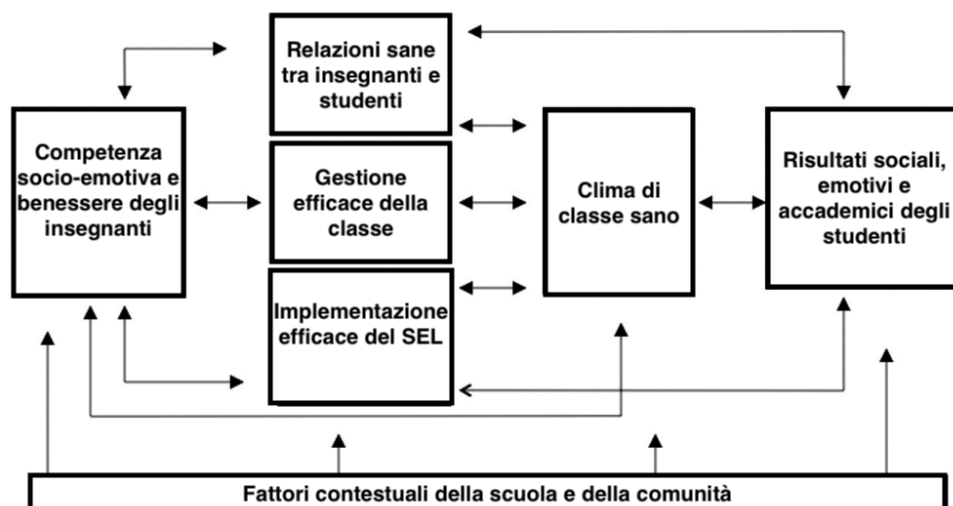 Relazioni sane
tra insegnanti e
studenti
Competenza
socio-emotiva e
benessere degli
insegnanti
Gestione
efficace della
classe
Clima di
classe sano
Risultati sociali,
emotivi e
accademici degli
studenti
Implementazione
efficace del SEL
Fattori contestuali della scuola e della comunità